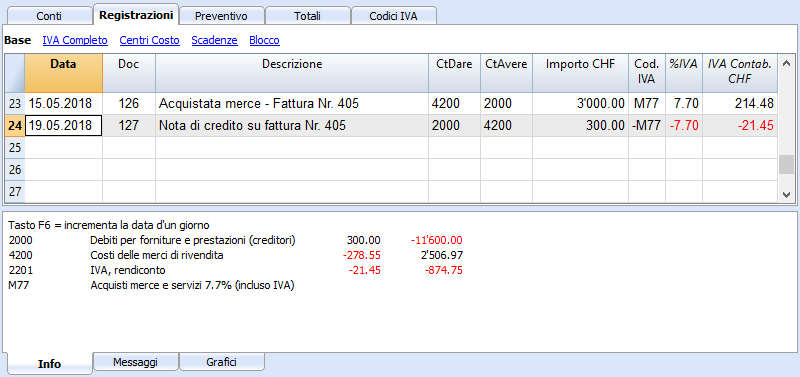 Conti Registrazioni Preventivo Totali Codici IVA
Base IVA Completo Centri Costo Scadenze Blocco
Data Doc Descrizione CtDare CtAvere Importo CHF Cod. IVA %IVA IVA Contab. CHF
23 15.05.2018 126 Acquistata merce - Fattura Nr. 405 4200 2000 3'000.00 M77 7.70 214.48
24 19.05.2018 127 Nota di credito su fattura Nr. 405 2000 4200 300.00 -M77 -7.70 -21.45
25
26
27
Tasto F6 = incrementa la data d'un giorno
2000 Debiti per forniture e prestazioni (creditori) 300.00 -11'600.00
4200 Costi delle merci di rivendita -278.55 2'506.97
2201 IVA, rendiconto -21.45 -874.75
M77 Acquisti merce e servizi 7.7% (incluso IVA)
Info Messaggi Grafici